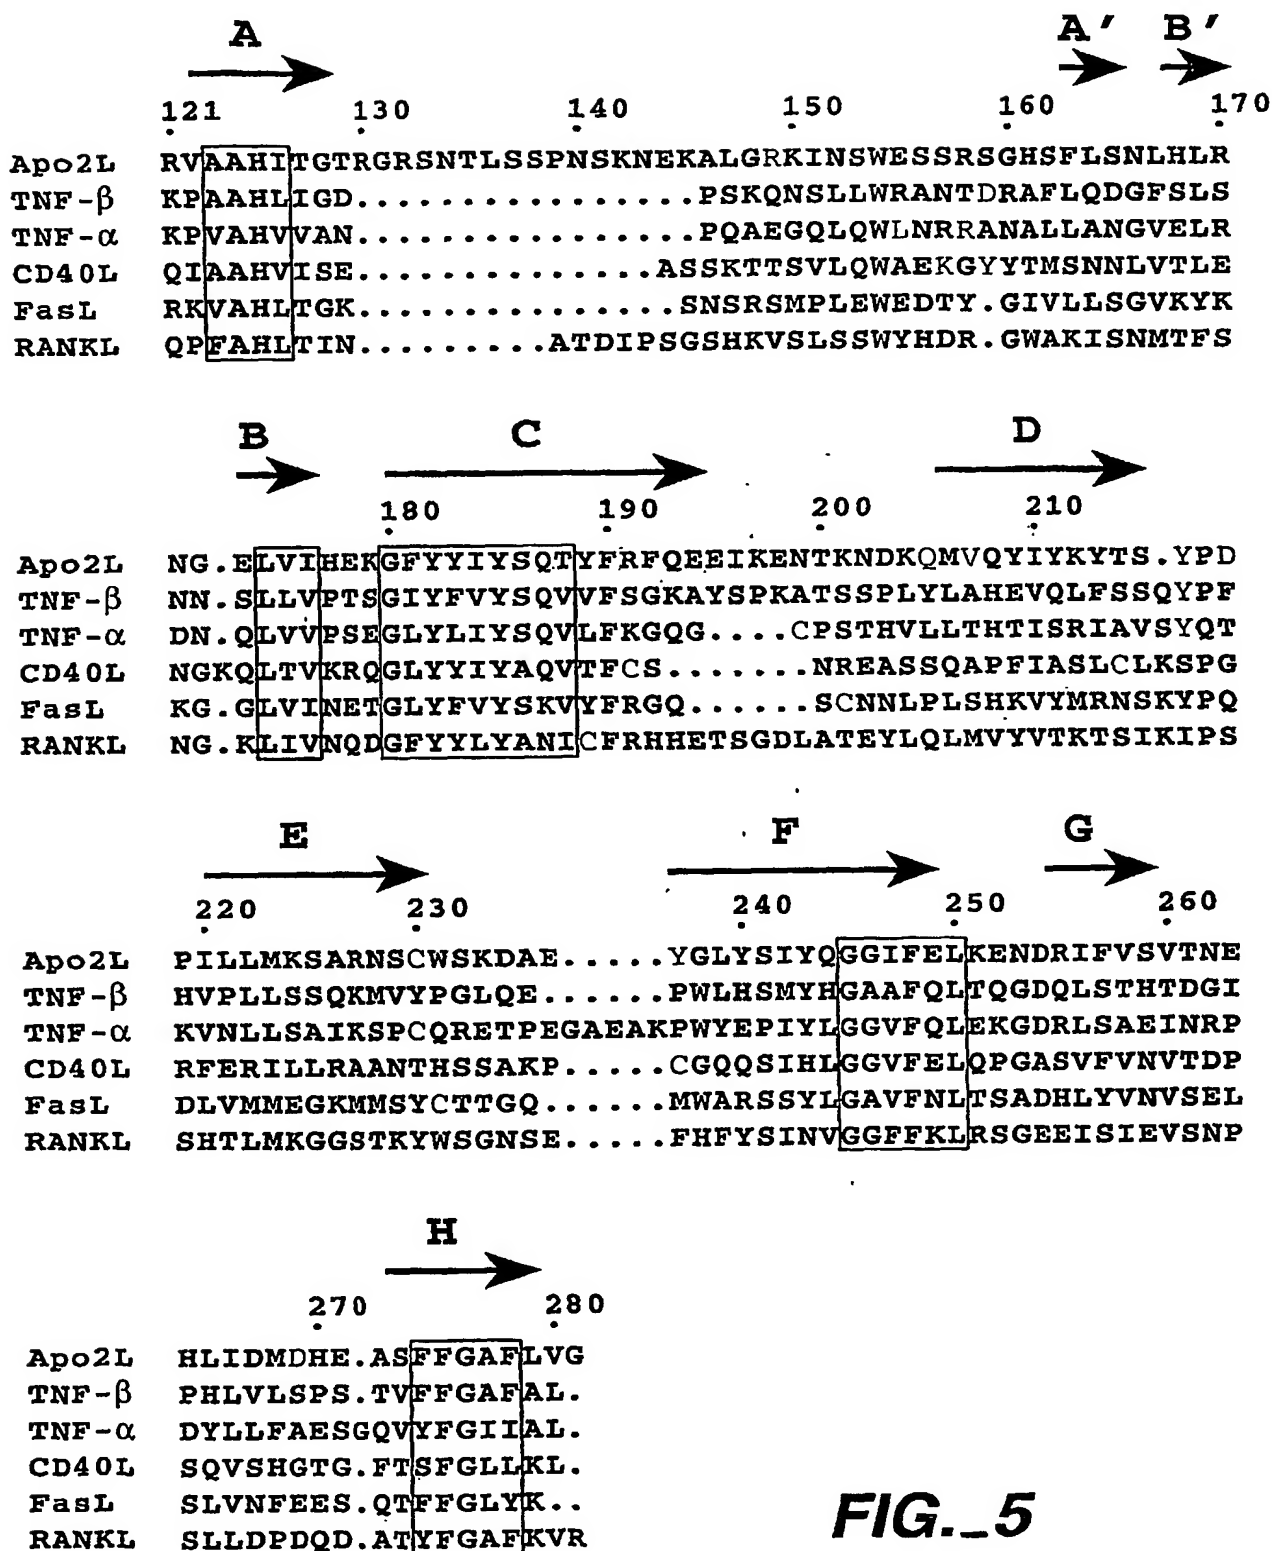 A A' B'
121 130 140 150 160 170
Apo2L RVAAHITGTRGRSNTLSSPNSKNEKALGRKINSWESSRSGHSFLSNLHLR
TNF-β KPAAHLIGD................PSKQNSLLWRANTDRAFLQDGFSLS
TNF-α KPVAHVVAN................PQAEGQLQWLNRRANALLANGVELR
CD40L QIAAHVISE..............ASSKTTSVLQWAEKGYYTMSNNLVTLE
FasL RKVAHLTGK...............SNSRSMPLEWEDTY.GIVLLSGVKYK
RANKL QPFAHLTIN.........ATDIPSGSHKVSLSSWYHDR.GWAKISNMTFS
B C D
180 190 200 210
Apo2L NG.ELVIHEKGFYYIYSQTYFRFQEEIKENTKNDKQMVQYIYKYTS.YPD
TNF-β NN.SLLVPTSGIYFVYSQVVFSGKAYSPKATSSPLYLAHEVQLFSSQYPF
TNF-α DN.QLVVPSEGLYLIYSQVLFKGQG....CPSTHVLLTHTISRIAVSYQT
CD40L NGKQLTVKRQGLYYIYAQVTFCS.......NREASSQAPFIASLCLKSPG
FasL KG.GLVINETGLYFVYSKVYFRGQ......SCNNLPLSHKVYMRNSKYPQ
RANKL NG.KLIVNQDGFYYLYANICFRHHETSGDLATEYLQLMVYVTKTSIKIPS
E F G
220 230 240 250 260
Apo2L PILLMKSARNSCWSKDAE.....YGLYSIYQGGIFELKENDRIFVSVTNE
TNF-β HVPLLSSQKMVYPGLQE......PWLHSMYHGAAFQLTQGDQLSTHTDGI
TNF-α KVNLLSAIKSPCQRETPEGAEAKPWYEPIYLGGVFQLEKGDRLSAEINRP
CD40L RFERILLRAANTHSSAKP.....CGQQSIHLGGVFELQPGASVFVNVTDP
FasL DLVMMEGKMMSYCTTGQ......MWARSSYLGAVFNLTSADHLYVNVSEL
RANKL SHTLMKGGSTKYWSGNSE.....FHFYSINVGGFFKLRSGEEISIEVSNP
H
270 280
Apo2L HLIDMDHE.ASFFGAFLVG
TNF-β PHLVLSPS.TVFFGAFAL.
TNF-α DYLLFAESGQVYFGIIAL.
CD40L SQVSHGTG.FTSFGLLKL.
FasL SLVNFEES.QTFFGLYK..
RANKL SLLDPDQD.ATYFGAFKVR
FIG._5